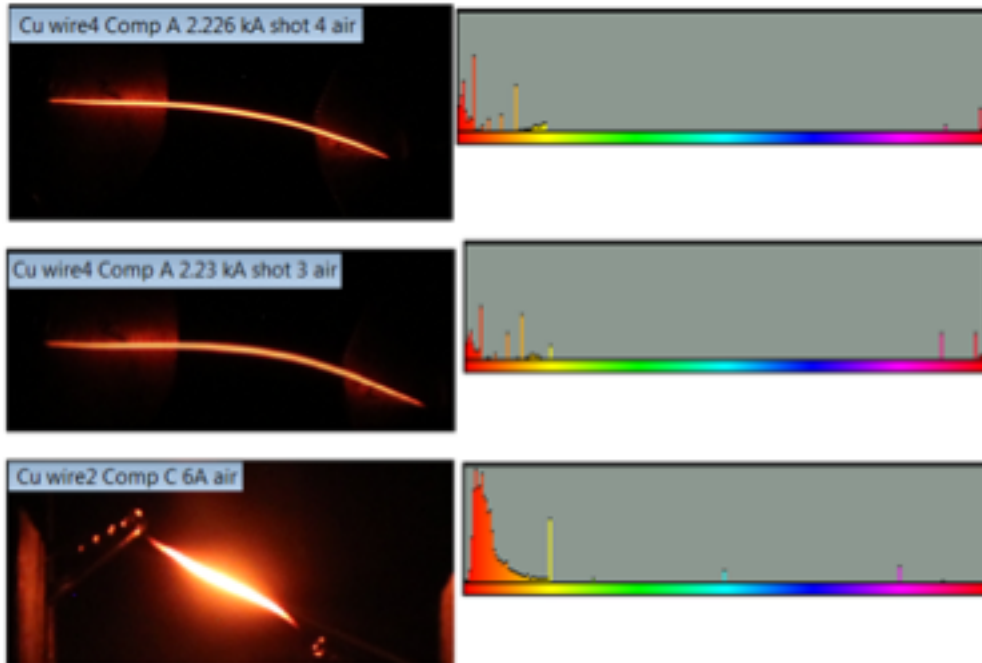 Cu wire4 Comp A 2.226 kA shot 4 air
Cu wire4 Comp A 2.23 kA shot 3 air
Cu wire2 Comp C 6A air